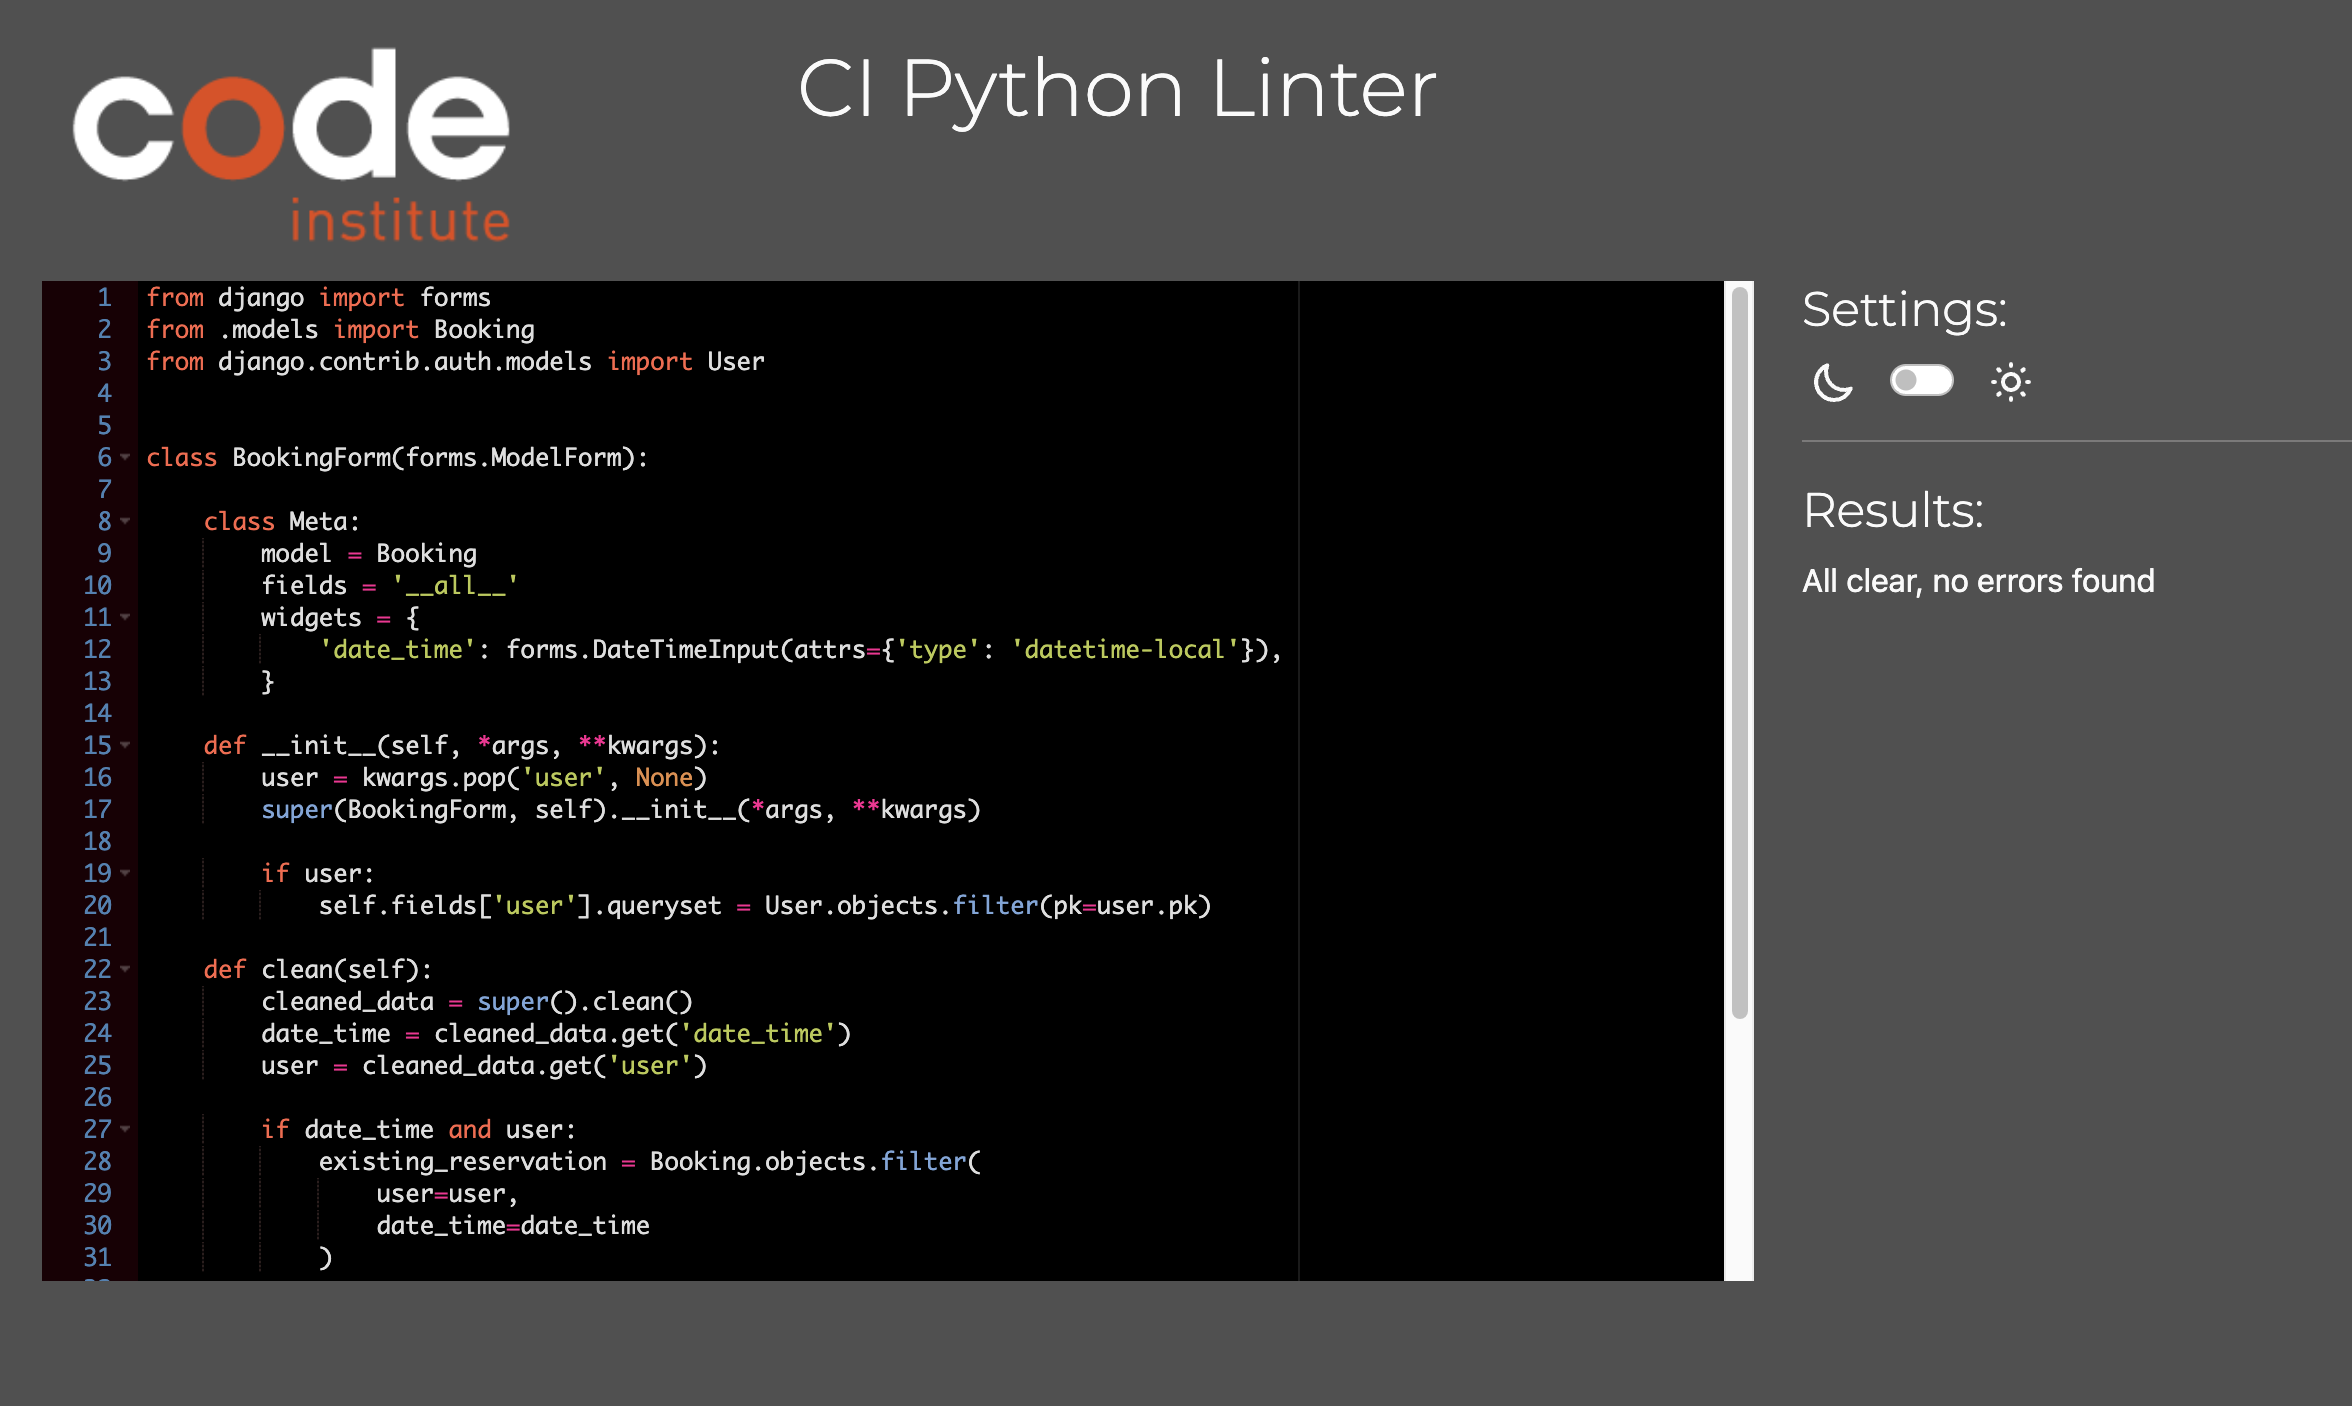 code
institute
CI Python Linter
1 from django import forms
2 from .models import Booking
3 from django.contrib.auth.models import User
4
5
6 class BookingForm(forms.ModelForm):
7
8     class Meta:
9         model = Booking
10         fields = '__all__'
11         widgets = {
12             'date_time': forms.DateTimeInput(attrs={'type': 'datetime-local'}),
13         }
14
15     def __init__(self, *args, **kwargs):
16         user = kwargs.pop('user', None)
17         super(BookingForm, self).__init__(*args, **kwargs)
18
19         if user:
20             self.fields['user'].queryset = User.objects.filter(pk=user.pk)
21
22     def clean(self):
23         cleaned_data = super().clean()
24         date_time = cleaned_data.get('date_time')
25         user = cleaned_data.get('user')
26
27         if date_time and user:
28             existing_reservation = Booking.objects.filter(
29                 user=user,
30                 date_time=date_time
31             )
Settings:
Results:
All clear, no errors found